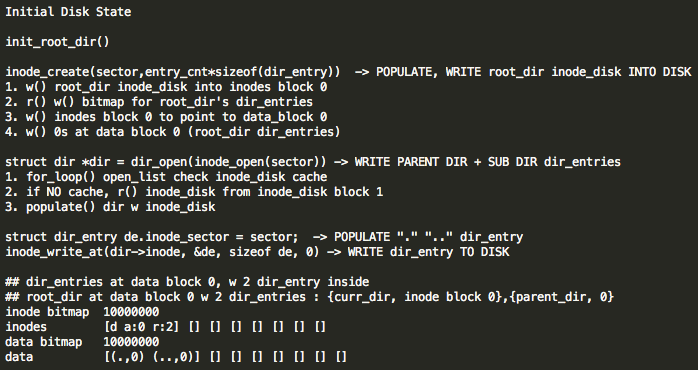 Initial Disk State
init_root_dir()
inode_create(sector,entry_cnt*sizeof(dir_entry)) -> POPULATE, WRITE root_dir inode_disk INTO DISK
1. w() root_dir inode_disk into inodes block 0
2. r() w() bitmap for root_dir's dir_entries
3. w() inodes block 0 to point to data_block 0
4. w() 0s at data block 0 (root_dir dir_entries)
struct dir *dir = dir_open(inode_open(sector)) -> WRITE PARENT DIR + SUB DIR dir_entries
1. for_loop() open_list check inode_disk cache
2. if NO cache, r() inode_disk from inode_disk block 1
3. populate() dir w inode_disk
struct dir_entry de.inode_sector = sector; -> POPULATE "." ".." dir_entry
inode_write_at(dir->inode, &de, sizeof de, 0) -> WRITE dir_entry TO DISK
## dir_entries at data block 0, w 2 dir_entry inside
## root_dir at data block 0 w 2 dir_entries : {curr_dir, inode block 0},{parent_dir, 0}
inode bitmap 10000000
inodes [d a:0 r:2] [] [] [] [] [] [] []
data bitmap 10000000
data [(.,0) (..,0)] [] [] [] [] [] [] []